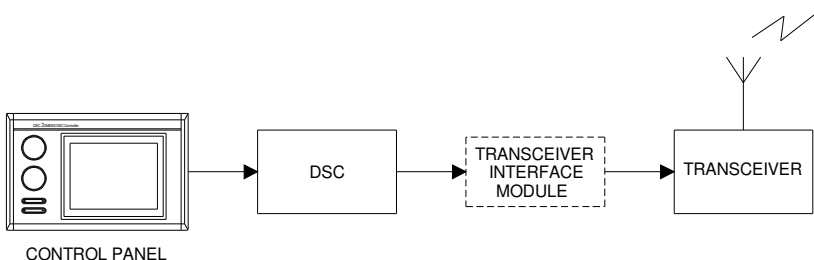 DSC
TRANSCEIVER
INTERFACE
MODULE
TRANSCEIVER
CONTROL PANEL